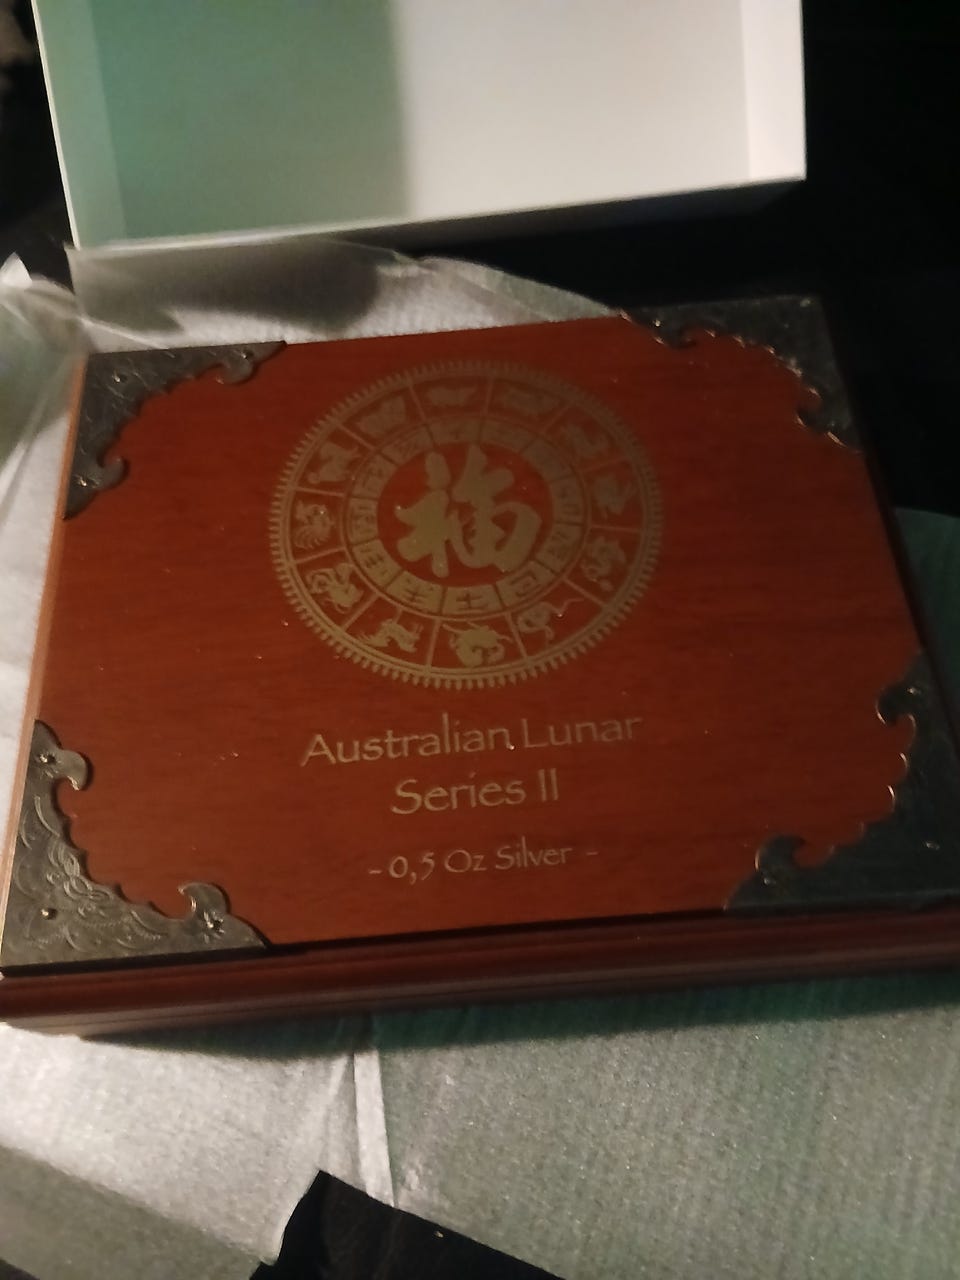 福
Australian Lunar
Series II
- 0,5 Oz Silver -